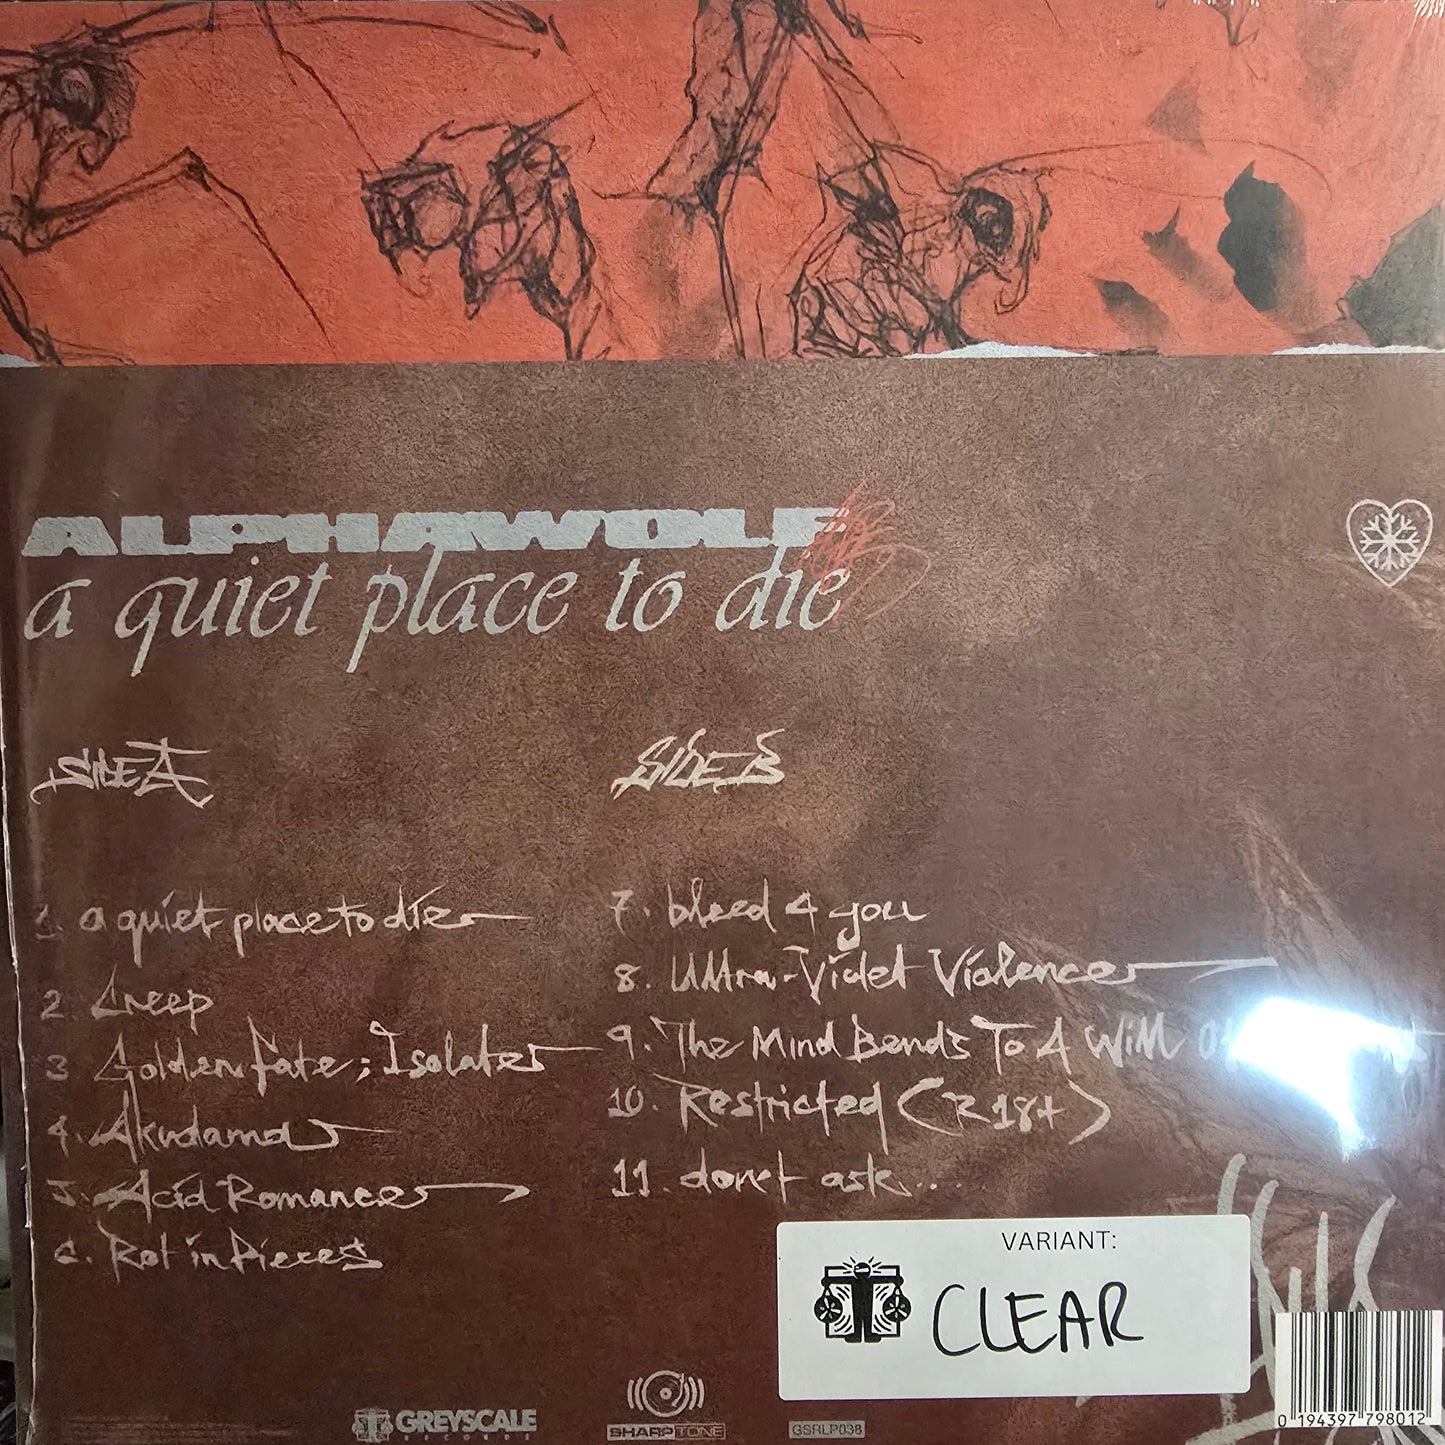 ALPHAWOLF
a quiet place to die
SIDE A
1. a quiet place to die
2 Creep
3 Golden Fate; Isolate
4. Akudama
5. Acid Romance
6. Rot in Pieces
SIDE B
7. bleed 4 you
8. Ultra-Violet Violence
9. The Mind Bends To A Will
10. Restricted (R18+)
11. don't ask...
VARIANT:
CLEAR
GREYSCALE
RECORDS
SHARPTONE
GSRLP038
0 194397 798012